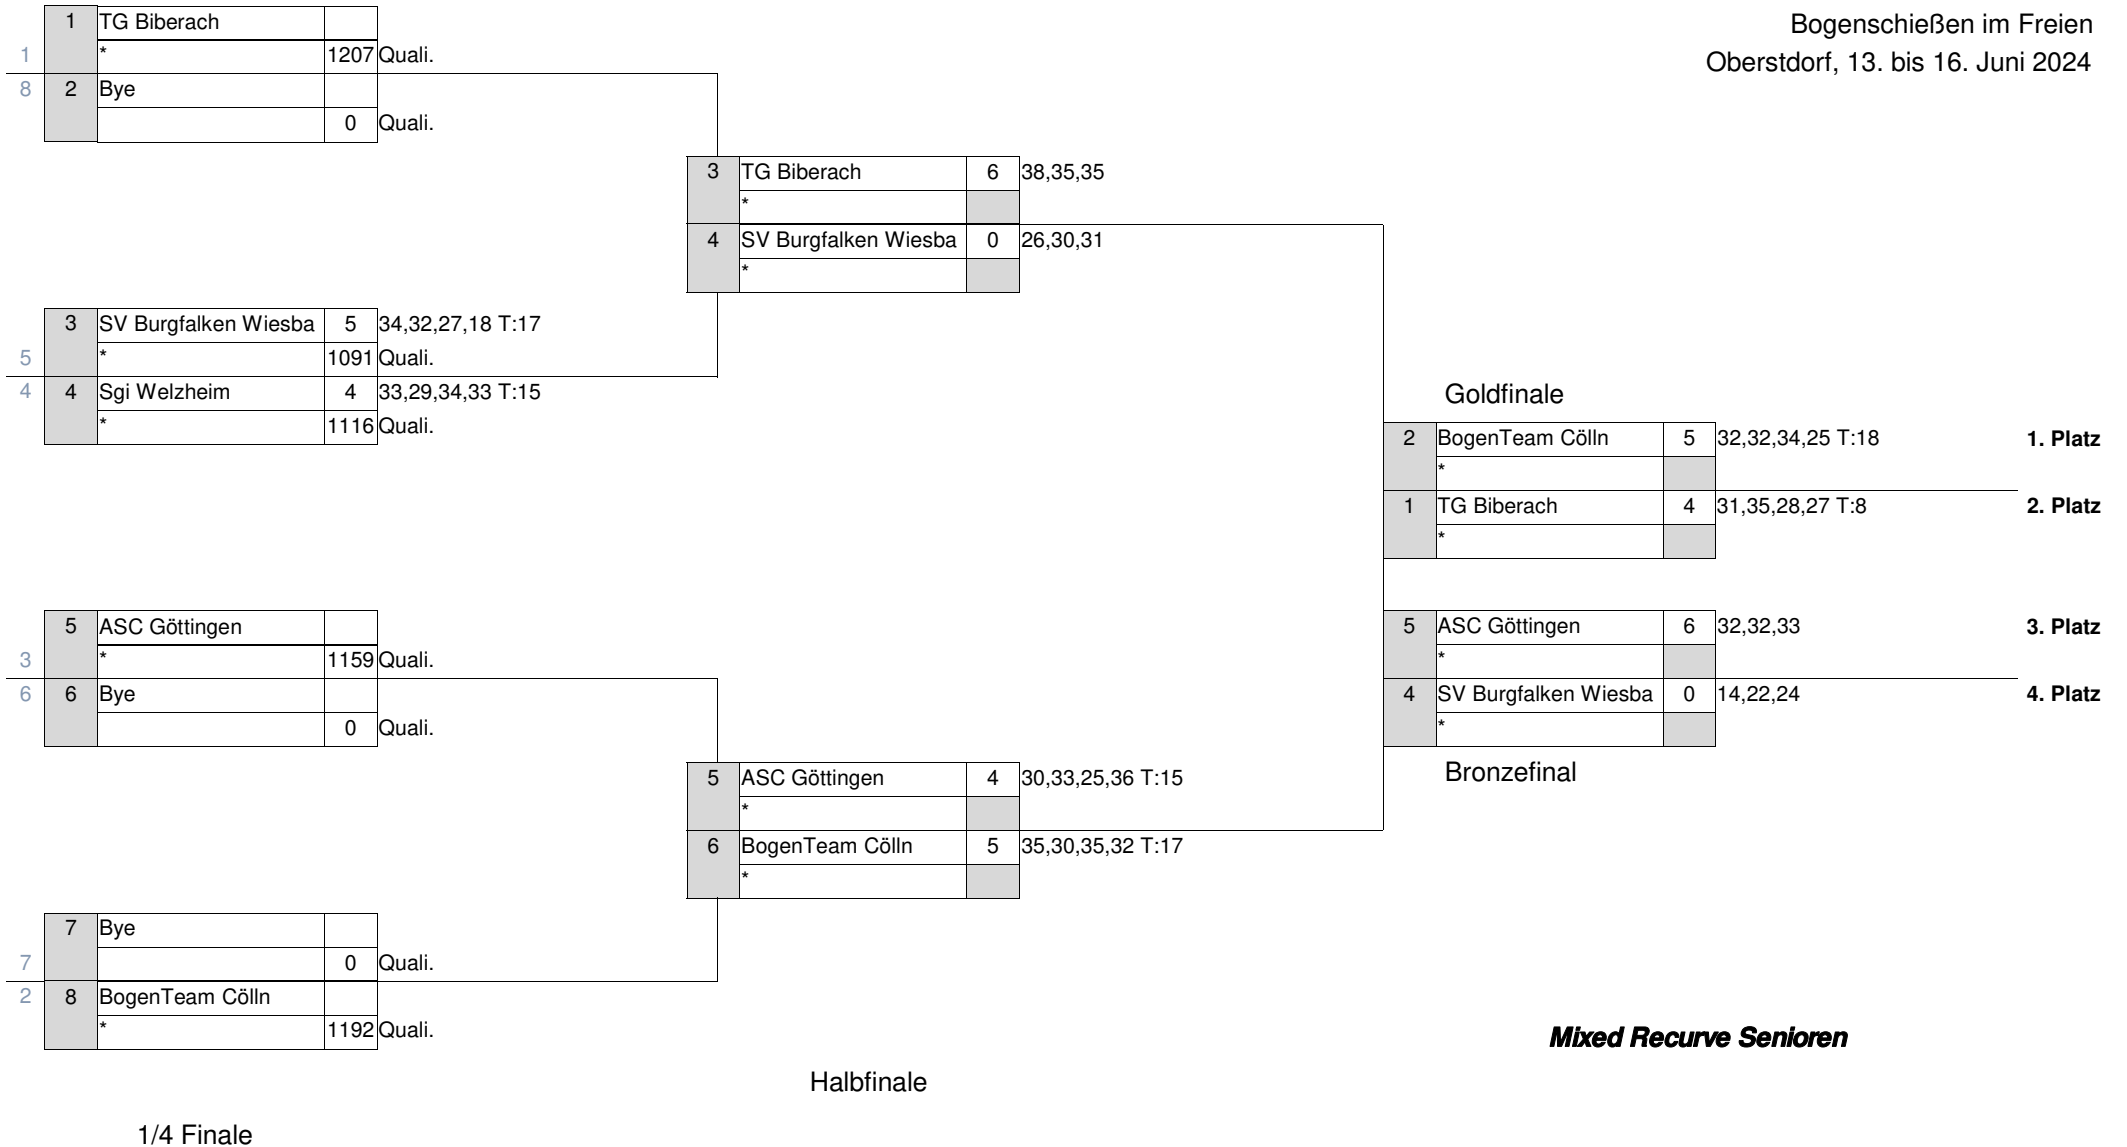 Bogenschießen im Freien
Oberstdorf, 13. bis 16. Juni 2024
1 TG Biberach
1 * 1207 Quali.
8 2 Bye
0 Quali.
3 TG Biberach 6 38,35,35
*
4 SV Burgfalken Wiesba 0 26,30,31
*
3 SV Burgfalken Wiesba 5 34,32,27,18 T:17
5 * 1091 Quali.
4 4 Sgi Welzheim 4 33,29,34,33 T:15
* 1116 Quali.
Goldfinale
2 BogenTeam Cölln 5 32,32,34,25 T:18 1. Platz
*
1 TG Biberach 4 31,35,28,27 T:8 2. Platz
*
5 ASC Göttingen
3 * 1159 Quali.
6 6 Bye
0 Quali.
5 ASC Göttingen 6 32,32,33 3. Platz
*
4 SV Burgfalken Wiesba 0 14,22,24 4. Platz
*
Bronzefinal
5 ASC Göttingen 4 30,33,25,36 T:15
*
6 BogenTeam Cölln 5 35,30,35,32 T:17
*
7 Bye
7 0 Quali.
2 8 BogenTeam Cölln
* 1192 Quali.
Mixed Recurve Senioren
Halbfinale
1/4 Finale